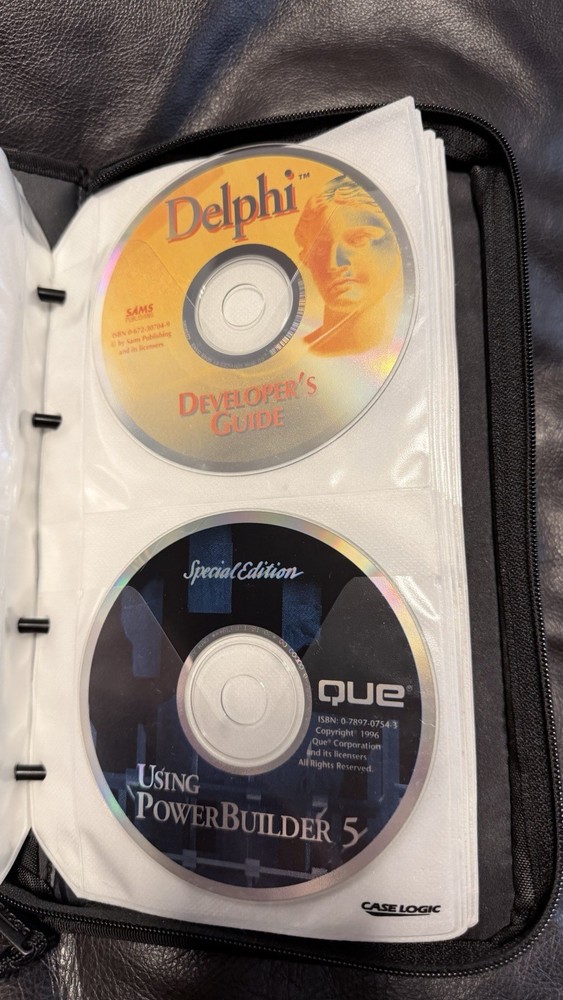 Delphi™
SAMS
PUBLISHING
ISBN 0-672-30704-9
© by Sams Publishing
and its licensors
DEVELOPER'S
GUIDE
Special Edition
QUE®
ISBN: 0-7897-0754-3
Copyright© 1996
Que® Corporation
and its licensors
All Rights Reserved.
USING
POWERBUILDER 5
CASE LOGIC